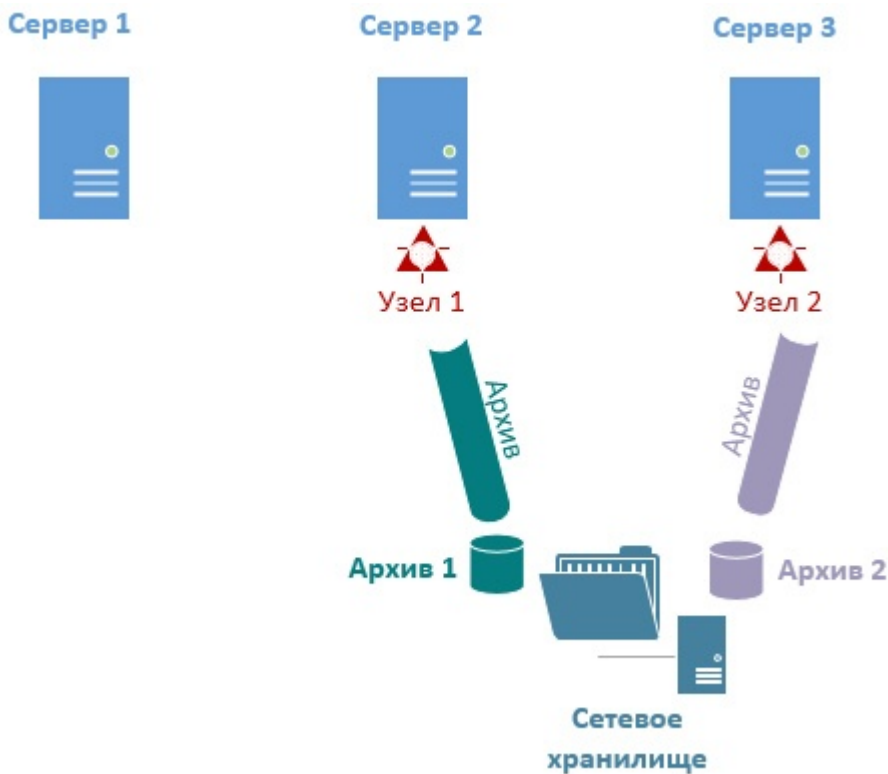 Сервер 1
Сервер 2
Сервер 3
Узел 1
Узел 2
Архив
Архив
Архив 1
Архив 2
Сетевое
хранилище